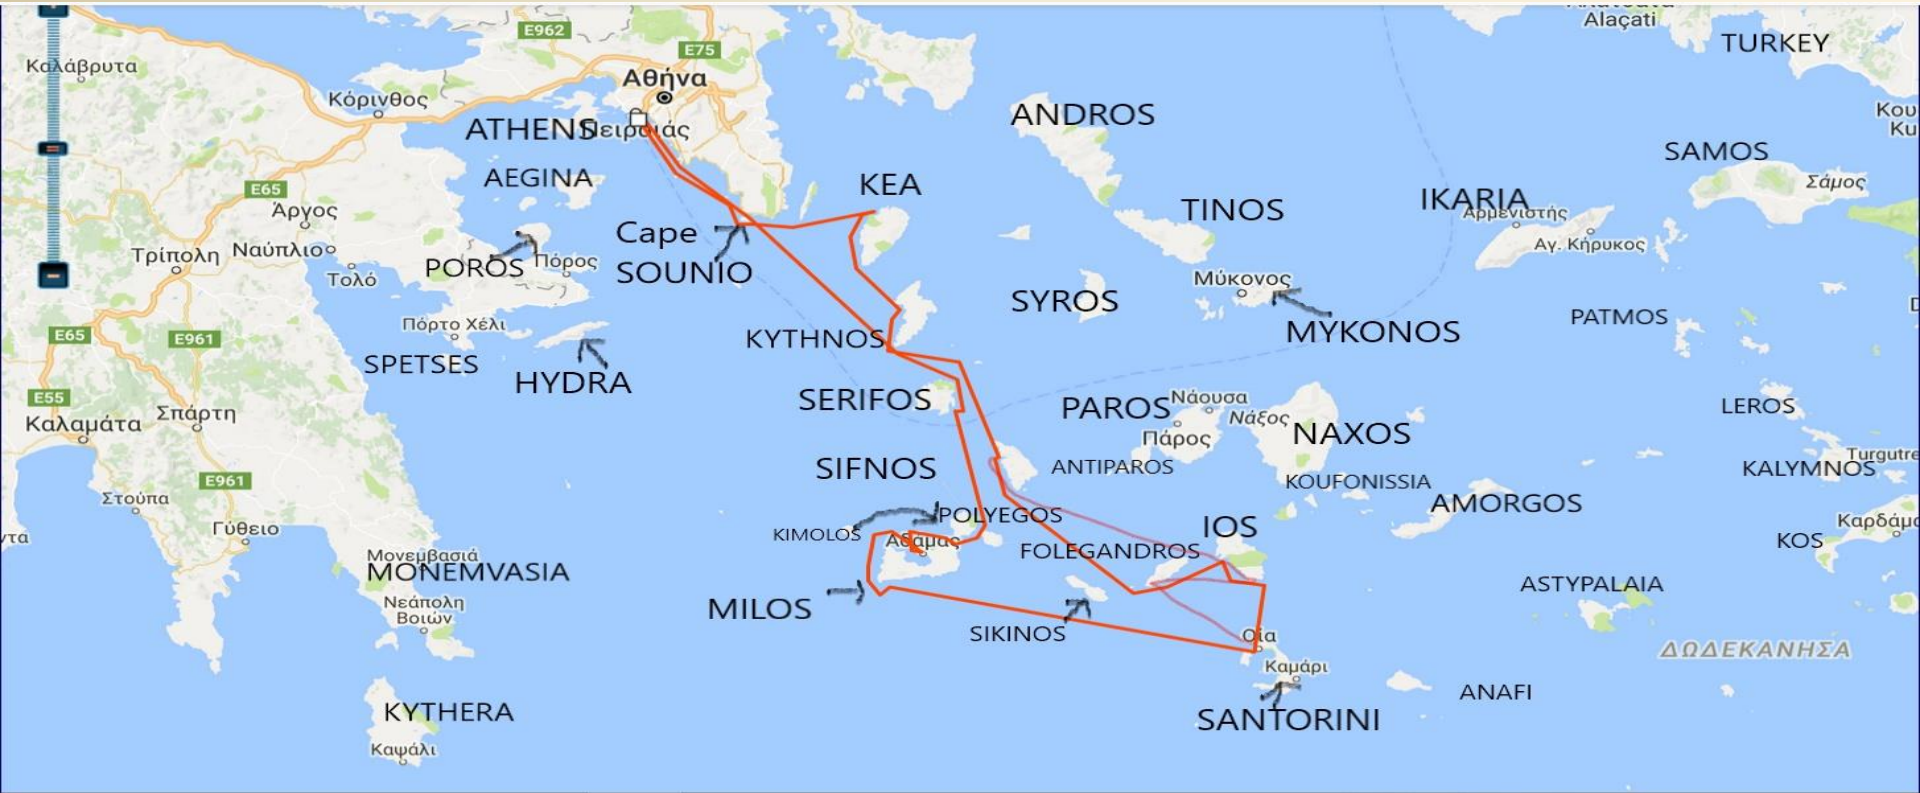 Alaçati
TURKEY
E962
E75
Καλάβρυτα
Αθήνα
Κόρινθος
ATHENS
Πειραιάς
ANDROS
SAMOS
Σάμος
AEGINA
KEA
E65
Άργος
TINOS
IKARIA
Αρμενιστής
Αγ. Κήρυκος
Cape
SOUNIO
Τρίπολη
Ναύπλιο
POROS
Πόρος
Τολό
Μύκονος
SYROS
MYKONOS
PATMOS
Πόρτο Χέλι
E65
E961
KYTHNOS
SPETSES
HYDRA
E55
SERIFOS
PAROS
Νάουσα
Νάξος
NAXOS
LEROS
Καλαμάτα
Σπάρτη
Πάρος
SIFNOS
ANTIPAROS
KOUFONISSIA
Turgutre
KALYMNOS
E961
Στούπα
Γύθειο
AMORGOS
POLYEGOS
KIMOLOS
Αδάμας
IOS
FOLEGANDROS
Καρδάμα
KOS
Μονεμβασιά
MONEMVASIA
ASTYPALAIA
Νεάπολη
Βοιών
MILOS
SIKINOS
Οία
ΔΩΔΕΚΑΝΗΣΑ
Καμάρι
ANAFI
KYTHERA
SANTORINI
Καψάλι